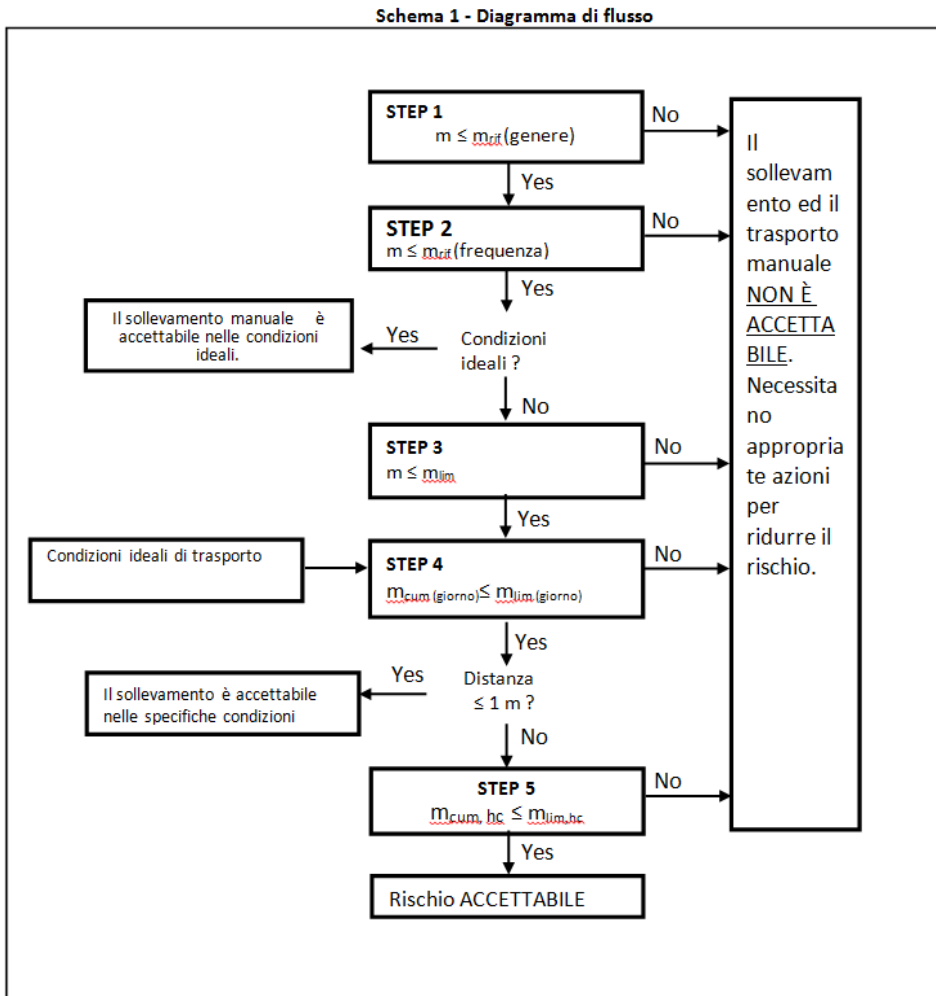 Schema 1 - Diagramma di flusso
STEP 1
m ≤ mrif(genere)
No
Yes
STEP 2
m ≤ mrif(frequenza)
No
Yes
Il sollevamento manuale è
accettabile nelle condizioni
ideali.
Yes
Condizioni
ideali ?
No
STEP 3
m ≤ mlim
No
Yes
Condizioni ideali di trasporto
STEP 4
mcum (giorno) ≤ mlim (giorno)
No
Yes
Il sollevamento è accettabile
nelle specifiche condizioni
Yes
Distanza
≤ 1 m ?
No
STEP 5
mcum, hc ≤ mlim,hc
No
Yes
Rischio ACCETTABILE
Il
sollevam
ento ed il
trasporto
manuale
NON È
ACCETTA
BILE.
Necessita
no
appropria
te azioni
per
ridurre il
rischio.